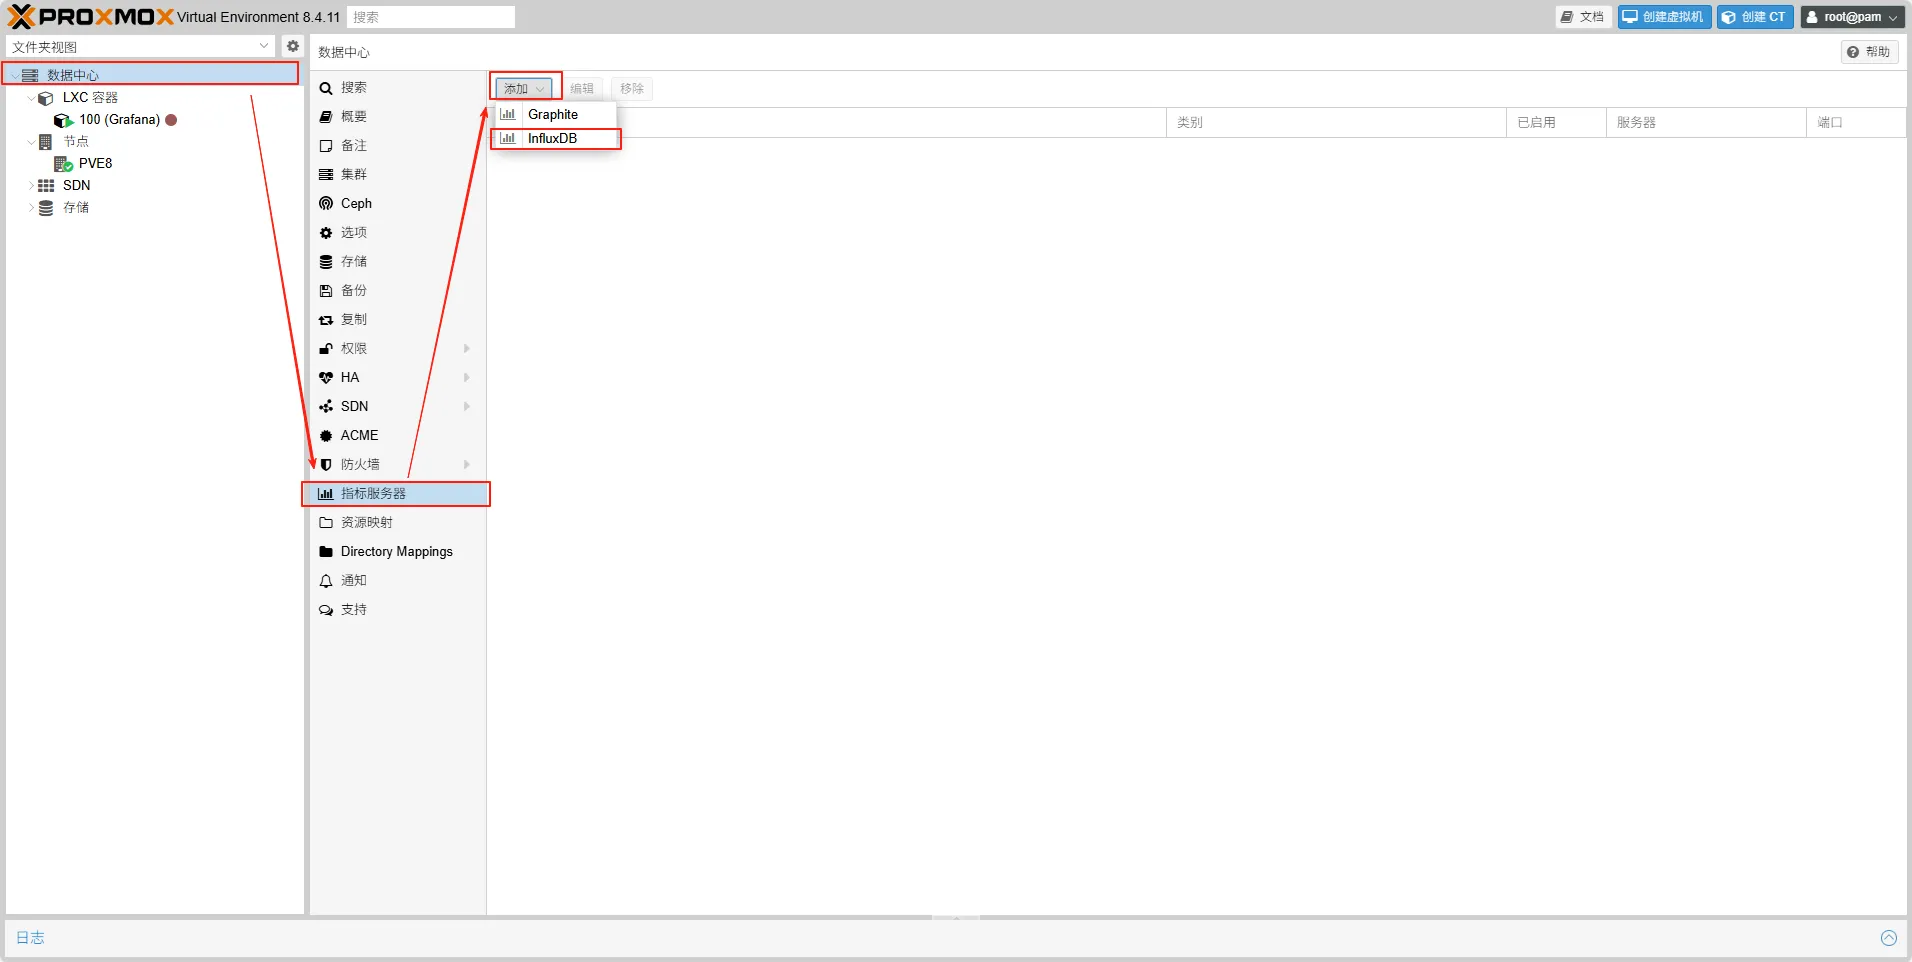 PROXMOX Virtual Environment 8.4.11 搜索 文档 创建虚拟机 创建 CT root@pam
文件夹视图
数据中心
LXC 容器
100 (Grafana)
节点
PVE8
SDN
存储
数据中心 帮助
搜索
概要
备注
集群
Ceph
选项
存储
备份
复制
权限
HA
SDN
ACME
防火墙
指标服务器
资源映射
Directory Mappings
通知
支持
添加 编辑 移除
Graphite
InfluxDB
类别 已启用 服务器 端口
日志